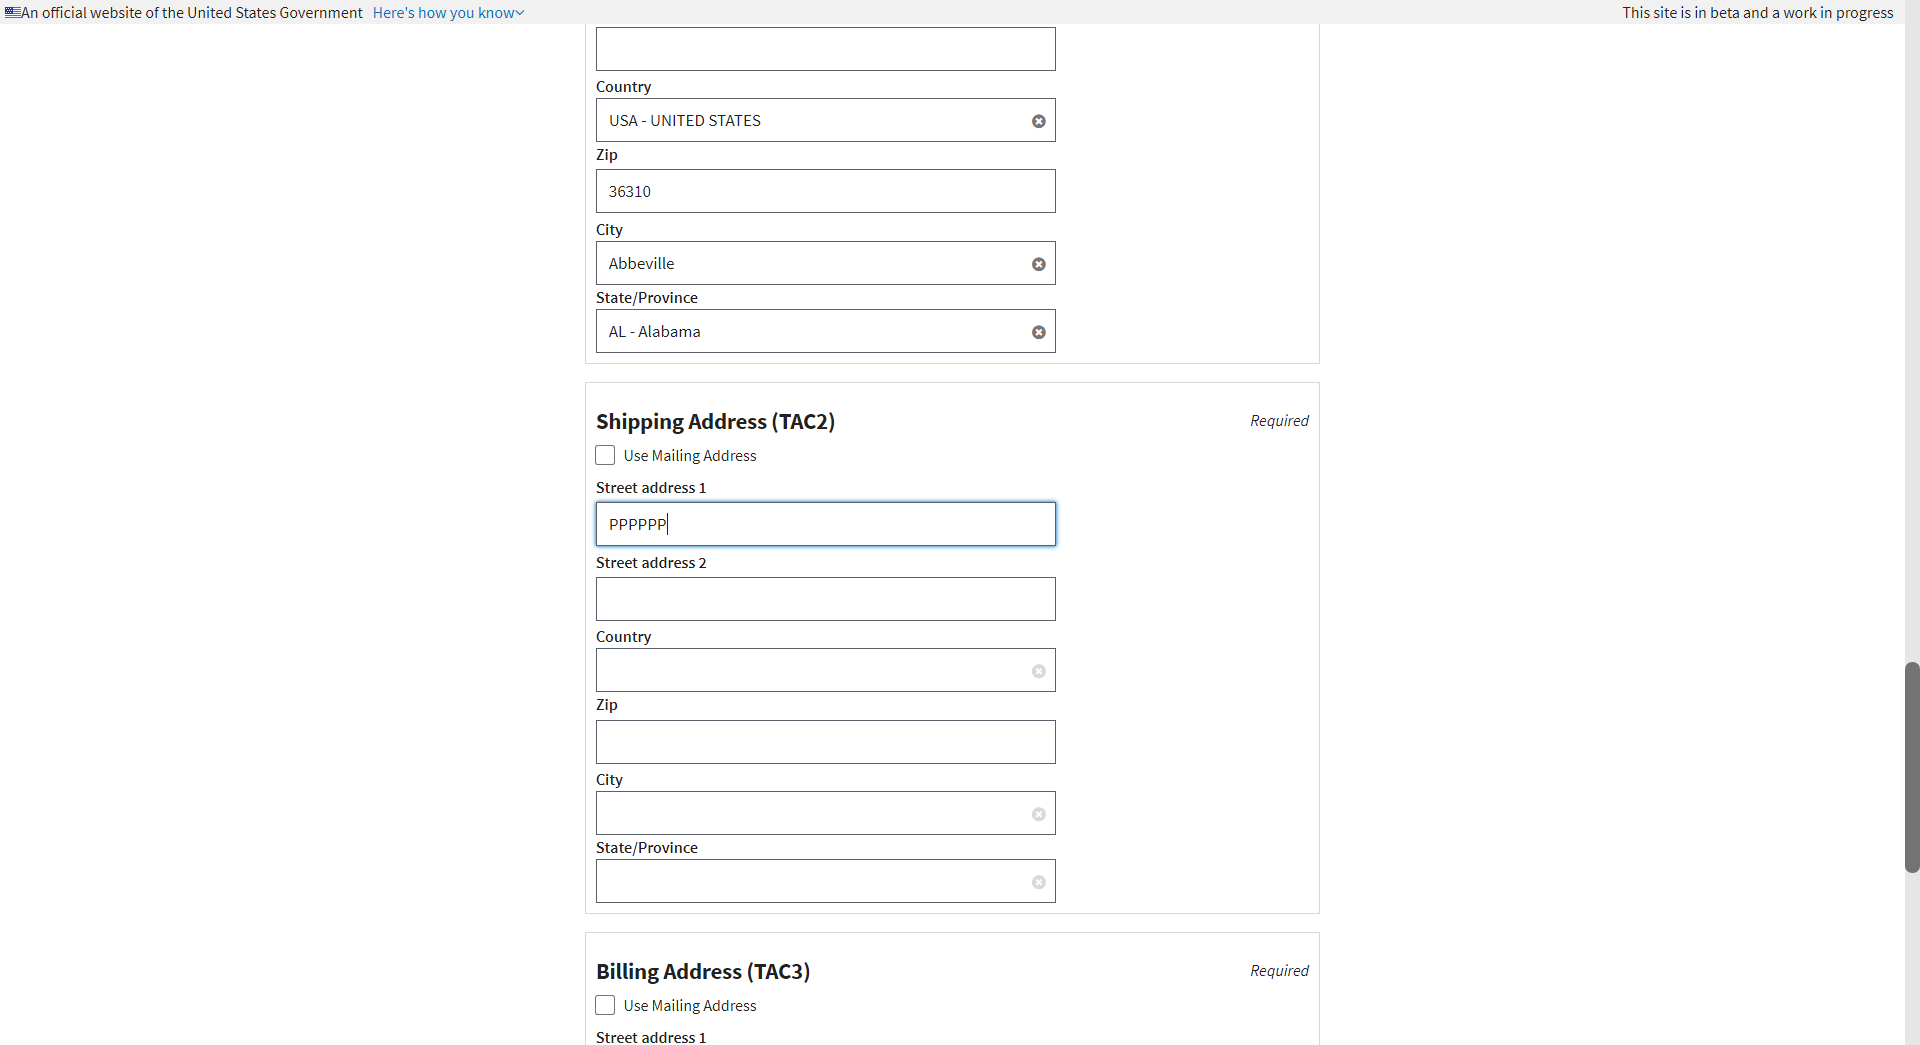 An official website of the United States Government Here's how you know
This site is in beta and a work in progress
Country
USA - UNITED STATES
Zip
36310
City
Abbeville
State/Province
AL - Alabama
Shipping Address (TAC2)
Required
Use Mailing Address
Street address 1
PPPPPP
Street address 2
Country
Zip
City
State/Province
Billing Address (TAC3)
Required
Use Mailing Address
Street address 1